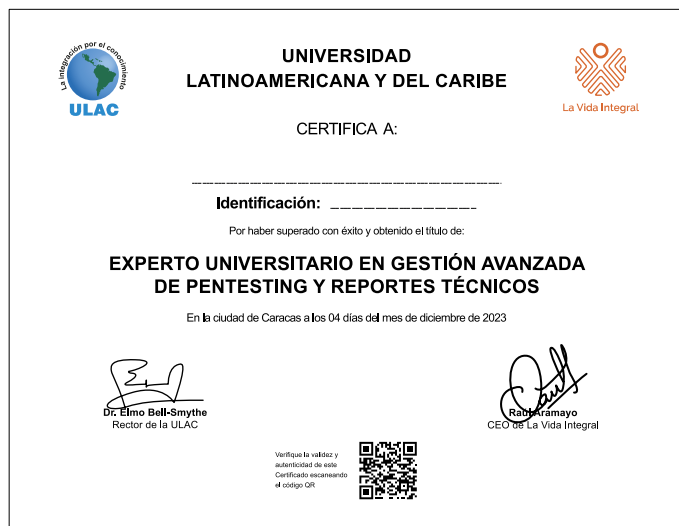 La integración por el conocimiento
ULAC
UNIVERSIDAD
LATINOAMERICANA Y DEL CARIBE
La Vida Integral
CERTIFICA A:
Identificación:
Por haber superado con éxito y obtenido el título de:
EXPERTO UNIVERSITARIO EN GESTIÓN AVANZADA
DE PENTESTING Y REPORTES TÉCNICOS
En la ciudad de Caracas a los 04 días del mes de diciembre de 2023
Dr. Elmo Bell-Smythe
Rector de la ULAC
Raúl Aramayo
CEO de La Vida Integral
Verifique la validez y
autenticidad de este
Certificado escaneando
el código QR